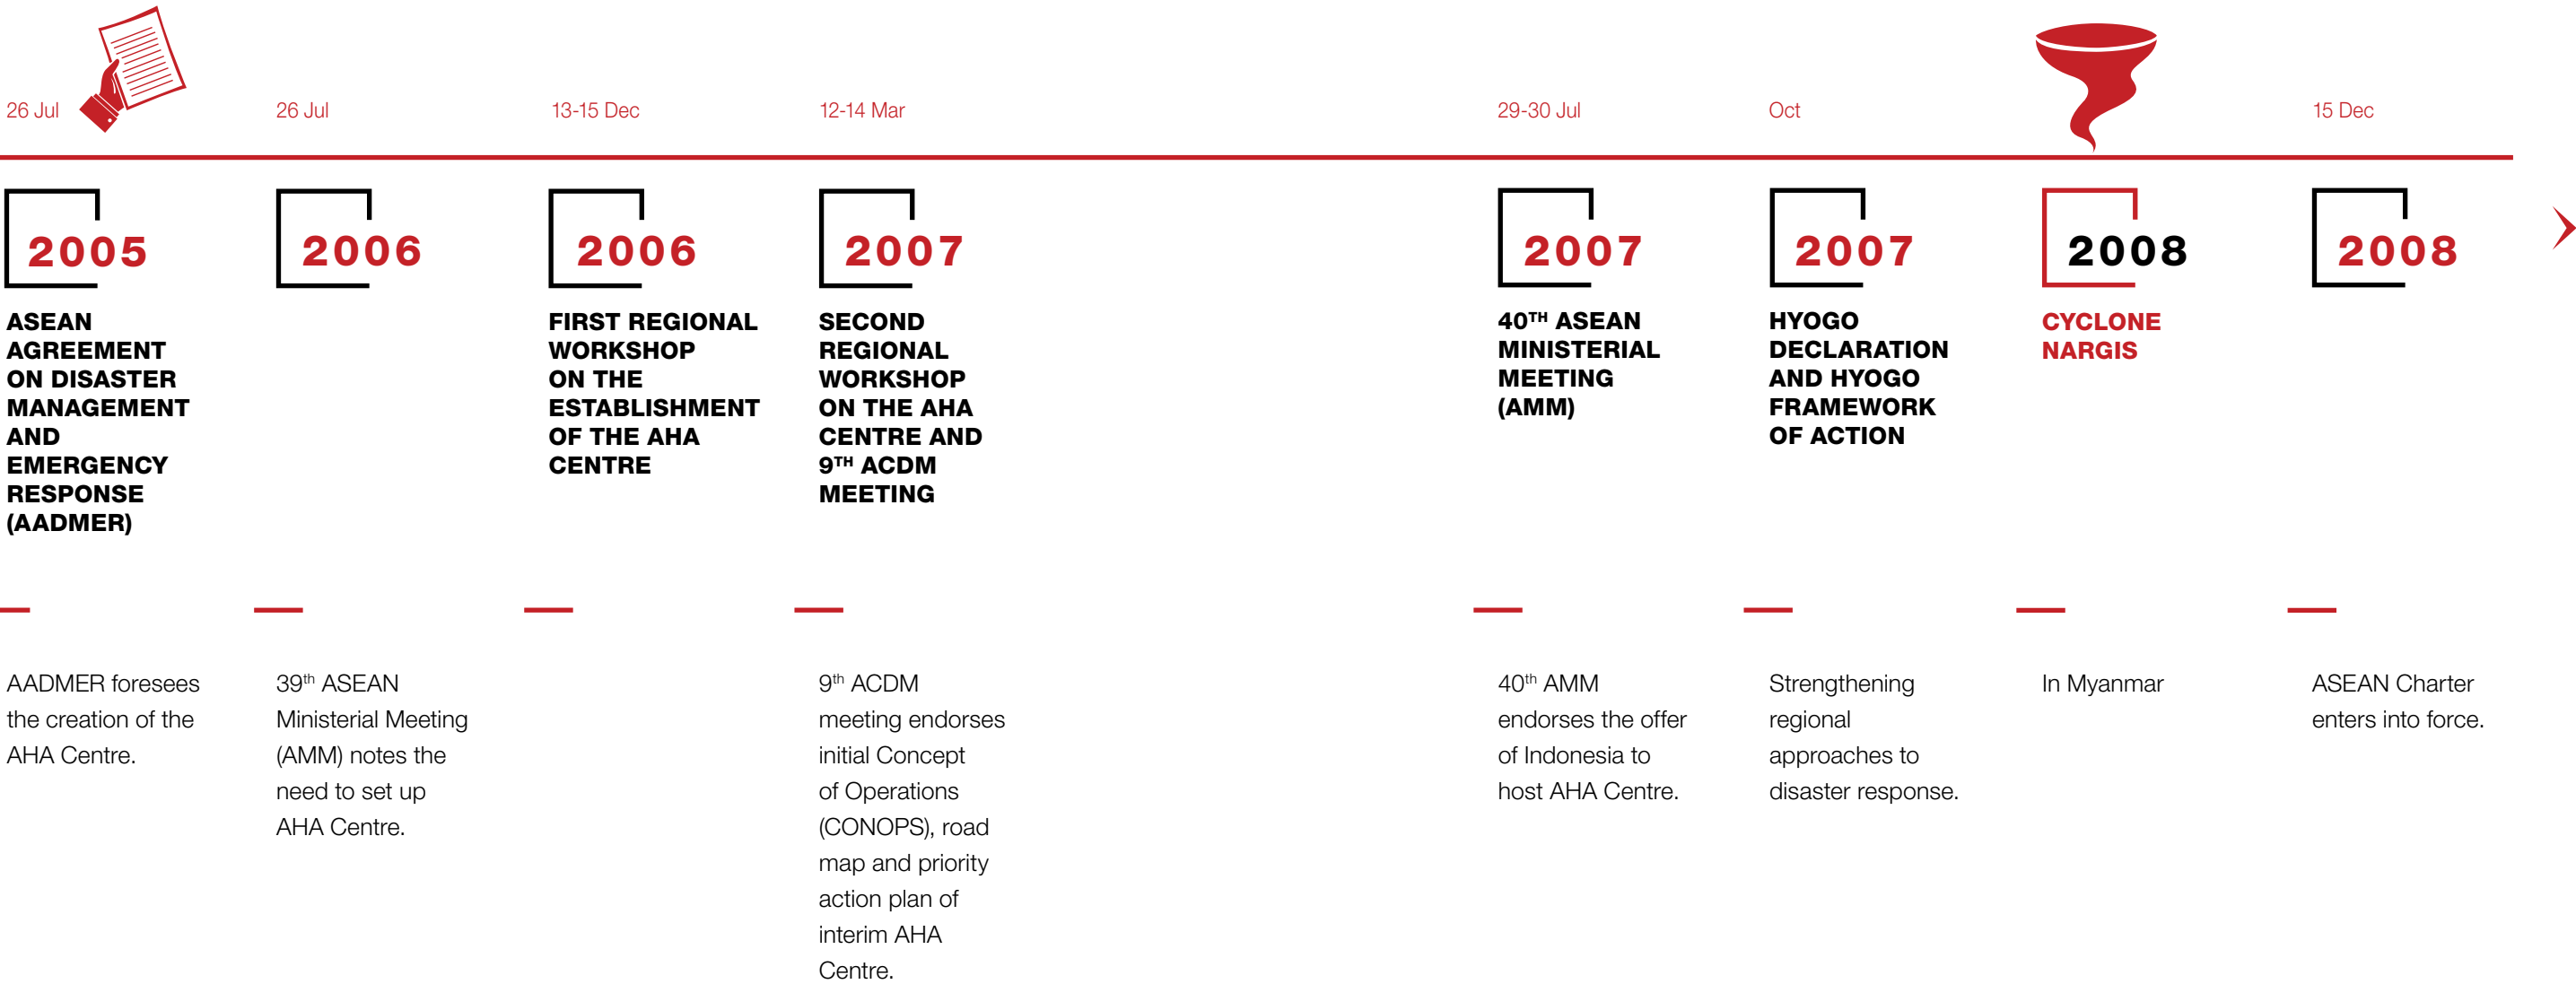 26 Jul
2005
ASEAN
AGREEMENT
ON DISASTER
MANAGEMENT
AND
EMERGENCY
RESPONSE
(AADMER)
AADMER foresees
the creation of the
AHA Centre.
26 Jul
2006
39th ASEAN
Ministerial Meeting
(AMM) notes the
need to set up
AHA Centre.
13-15 Dec
2006
FIRST REGIONAL
WORKSHOP
ON THE
ESTABLISHMENT
OF THE AHA
CENTRE
12-14 Mar
2007
SECOND
REGIONAL
WORKSHOP
ON THE AHA
CENTRE AND
9TH ACDM
MEETING
9th ACDM
meeting endorses
initial Concept
of Operations
(CONOPS), road
map and priority
action plan of
interim AHA
Centre.
29-30 Jul
2007
40TH ASEAN
MINISTERIAL
MEETING
(AMM)
40th AMM
endorses the offer
of Indonesia to
host AHA Centre.
Oct
2007
HYOGO
DECLARATION
AND HYOGO
FRAMEWORK
OF ACTION
Strengthening
regional
approaches to
disaster response.
2008
CYCLONE
NARGIS
In Myanmar
15 Dec
2008
ASEAN Charter
enters into force.